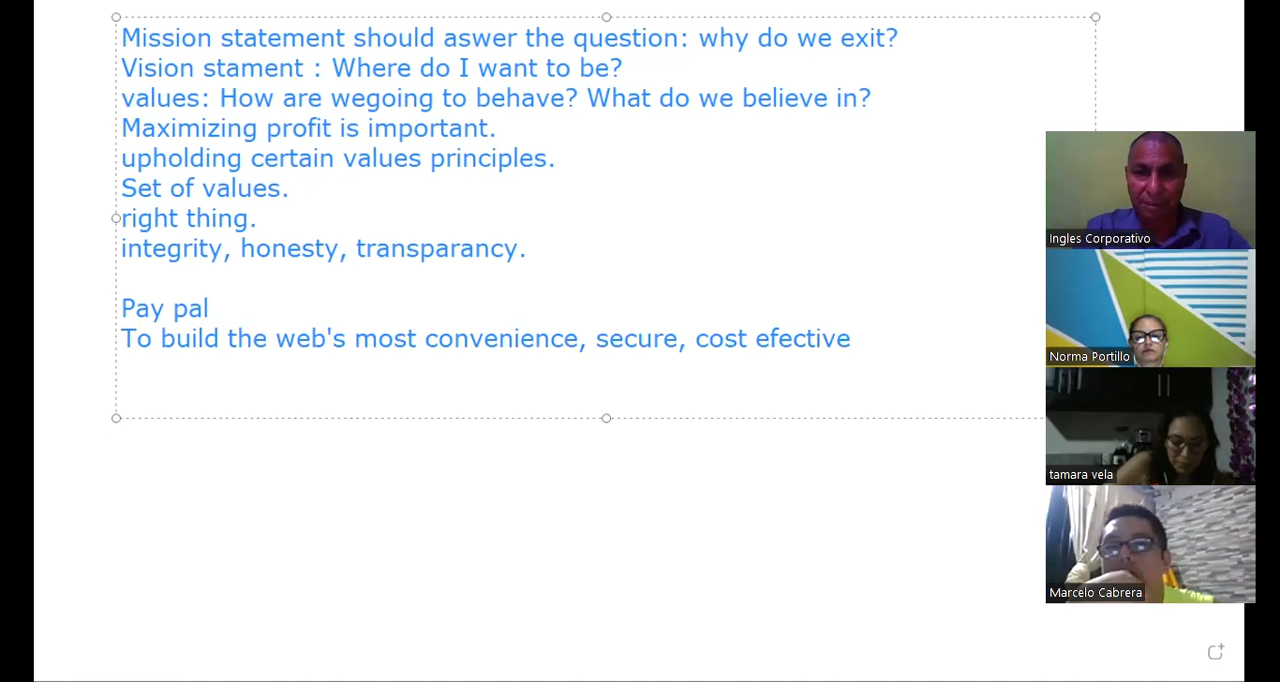 Mission statement should aswer the question: why do we exit?
Vision stament : Where do I want to be?
values: How are wegoing to behave? What do we believe in?
Maximizing profit is important.
upholding certain values principles.
Set of values.
right thing.
integrity, honesty, transparancy.
Pay pal
To build the web's most convenience, secure, cost efective
Ingles Corporativo
Norma Portillo
tamara vela
Marcelo Cabrera